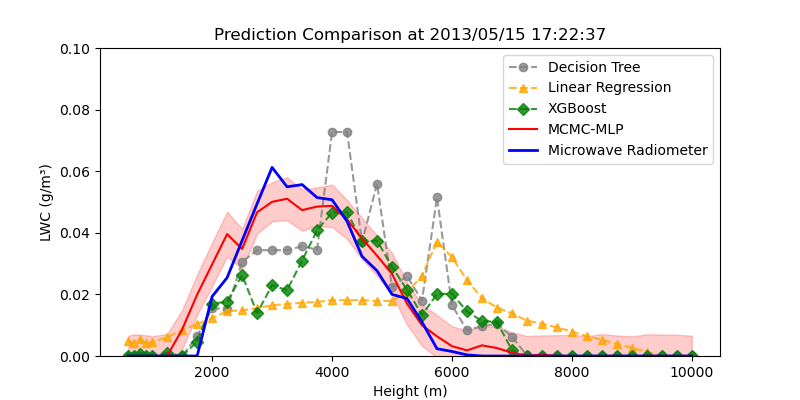 Prediction Comparison at 2013/05/15 17:22:37
LWC (g/m³)
0.10
0.08
0.06
0.04
0.02
0.00
Decision Tree
Linear Regression
XGBoost
MCMC-MLP
Microwave Radiometer
2000 4000 6000 8000 10000
Height (m)